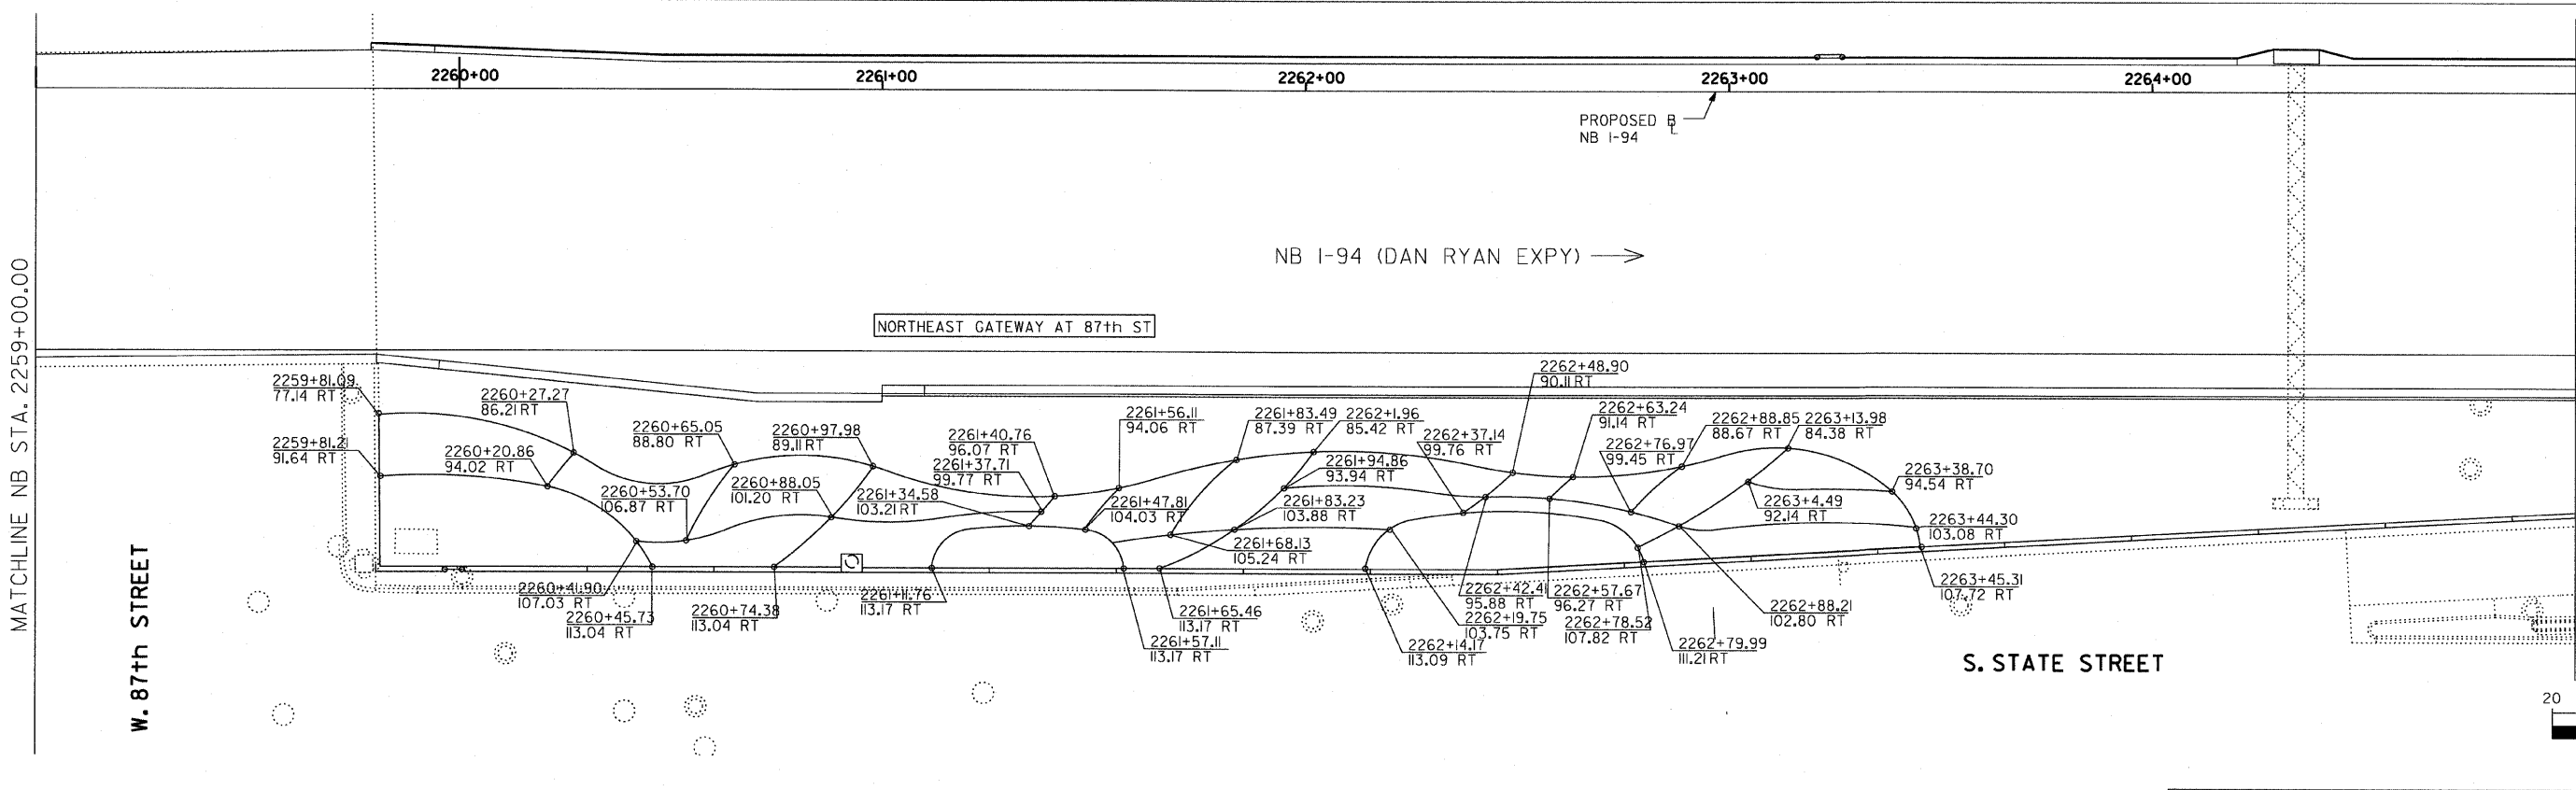 2260+00
2261+00
2262+00
2263+00
2264+00
PROPOSED BL
NB I-94
NB I-94 (DAN RYAN EXPY)
MATCHLINE NB STA. 2259+00.00
NORTHEAST GATEWAY AT 87th ST
2259+81.09
77.14 RT
2260+27.27
86.21 RT
2259+81.21
91.64 RT
2260+20.86
94.02 RT
2260+65.05
88.80 RT
2260+97.98
89.11 RT
2260+53.70
106.87 RT
2260+88.05
101.20 RT
2261+40.76
96.07 RT
2261+37.71
99.77 RT
2261+34.58
103.21 RT
2261+56.11
94.06 RT
2261+47.81
104.03 RT
2261+83.49
87.39 RT
2262+1.96
85.42 RT
2261+94.86
93.94 RT
2261+83.23
103.88 RT
2261+68.13
105.24 RT
2262+37.14
99.76 RT
2262+48.90
90.11 RT
2262+63.24
91.14 RT
2262+76.97
99.45 RT
2262+88.85
88.67 RT
2263+13.98
84.38 RT
2263+38.70
94.54 RT
2263+4.49
92.14 RT
2263+44.30
103.08 RT
2263+45.31
107.72 RT
2260+41.90
107.03 RT
2260+45.73
113.04 RT
2260+74.38
113.04 RT
2261+11.76
113.17 RT
2261+65.46
113.17 RT
2261+57.11
113.17 RT
2262+14.17
113.09 RT
2262+42.41
95.88 RT
2262+19.75
103.75 RT
2262+57.67
96.27 RT
2262+78.52
107.82 RT
2262+79.99
111.21 RT
2262+88.21
102.80 RT
W. 87th STREET
S. STATE STREET
20